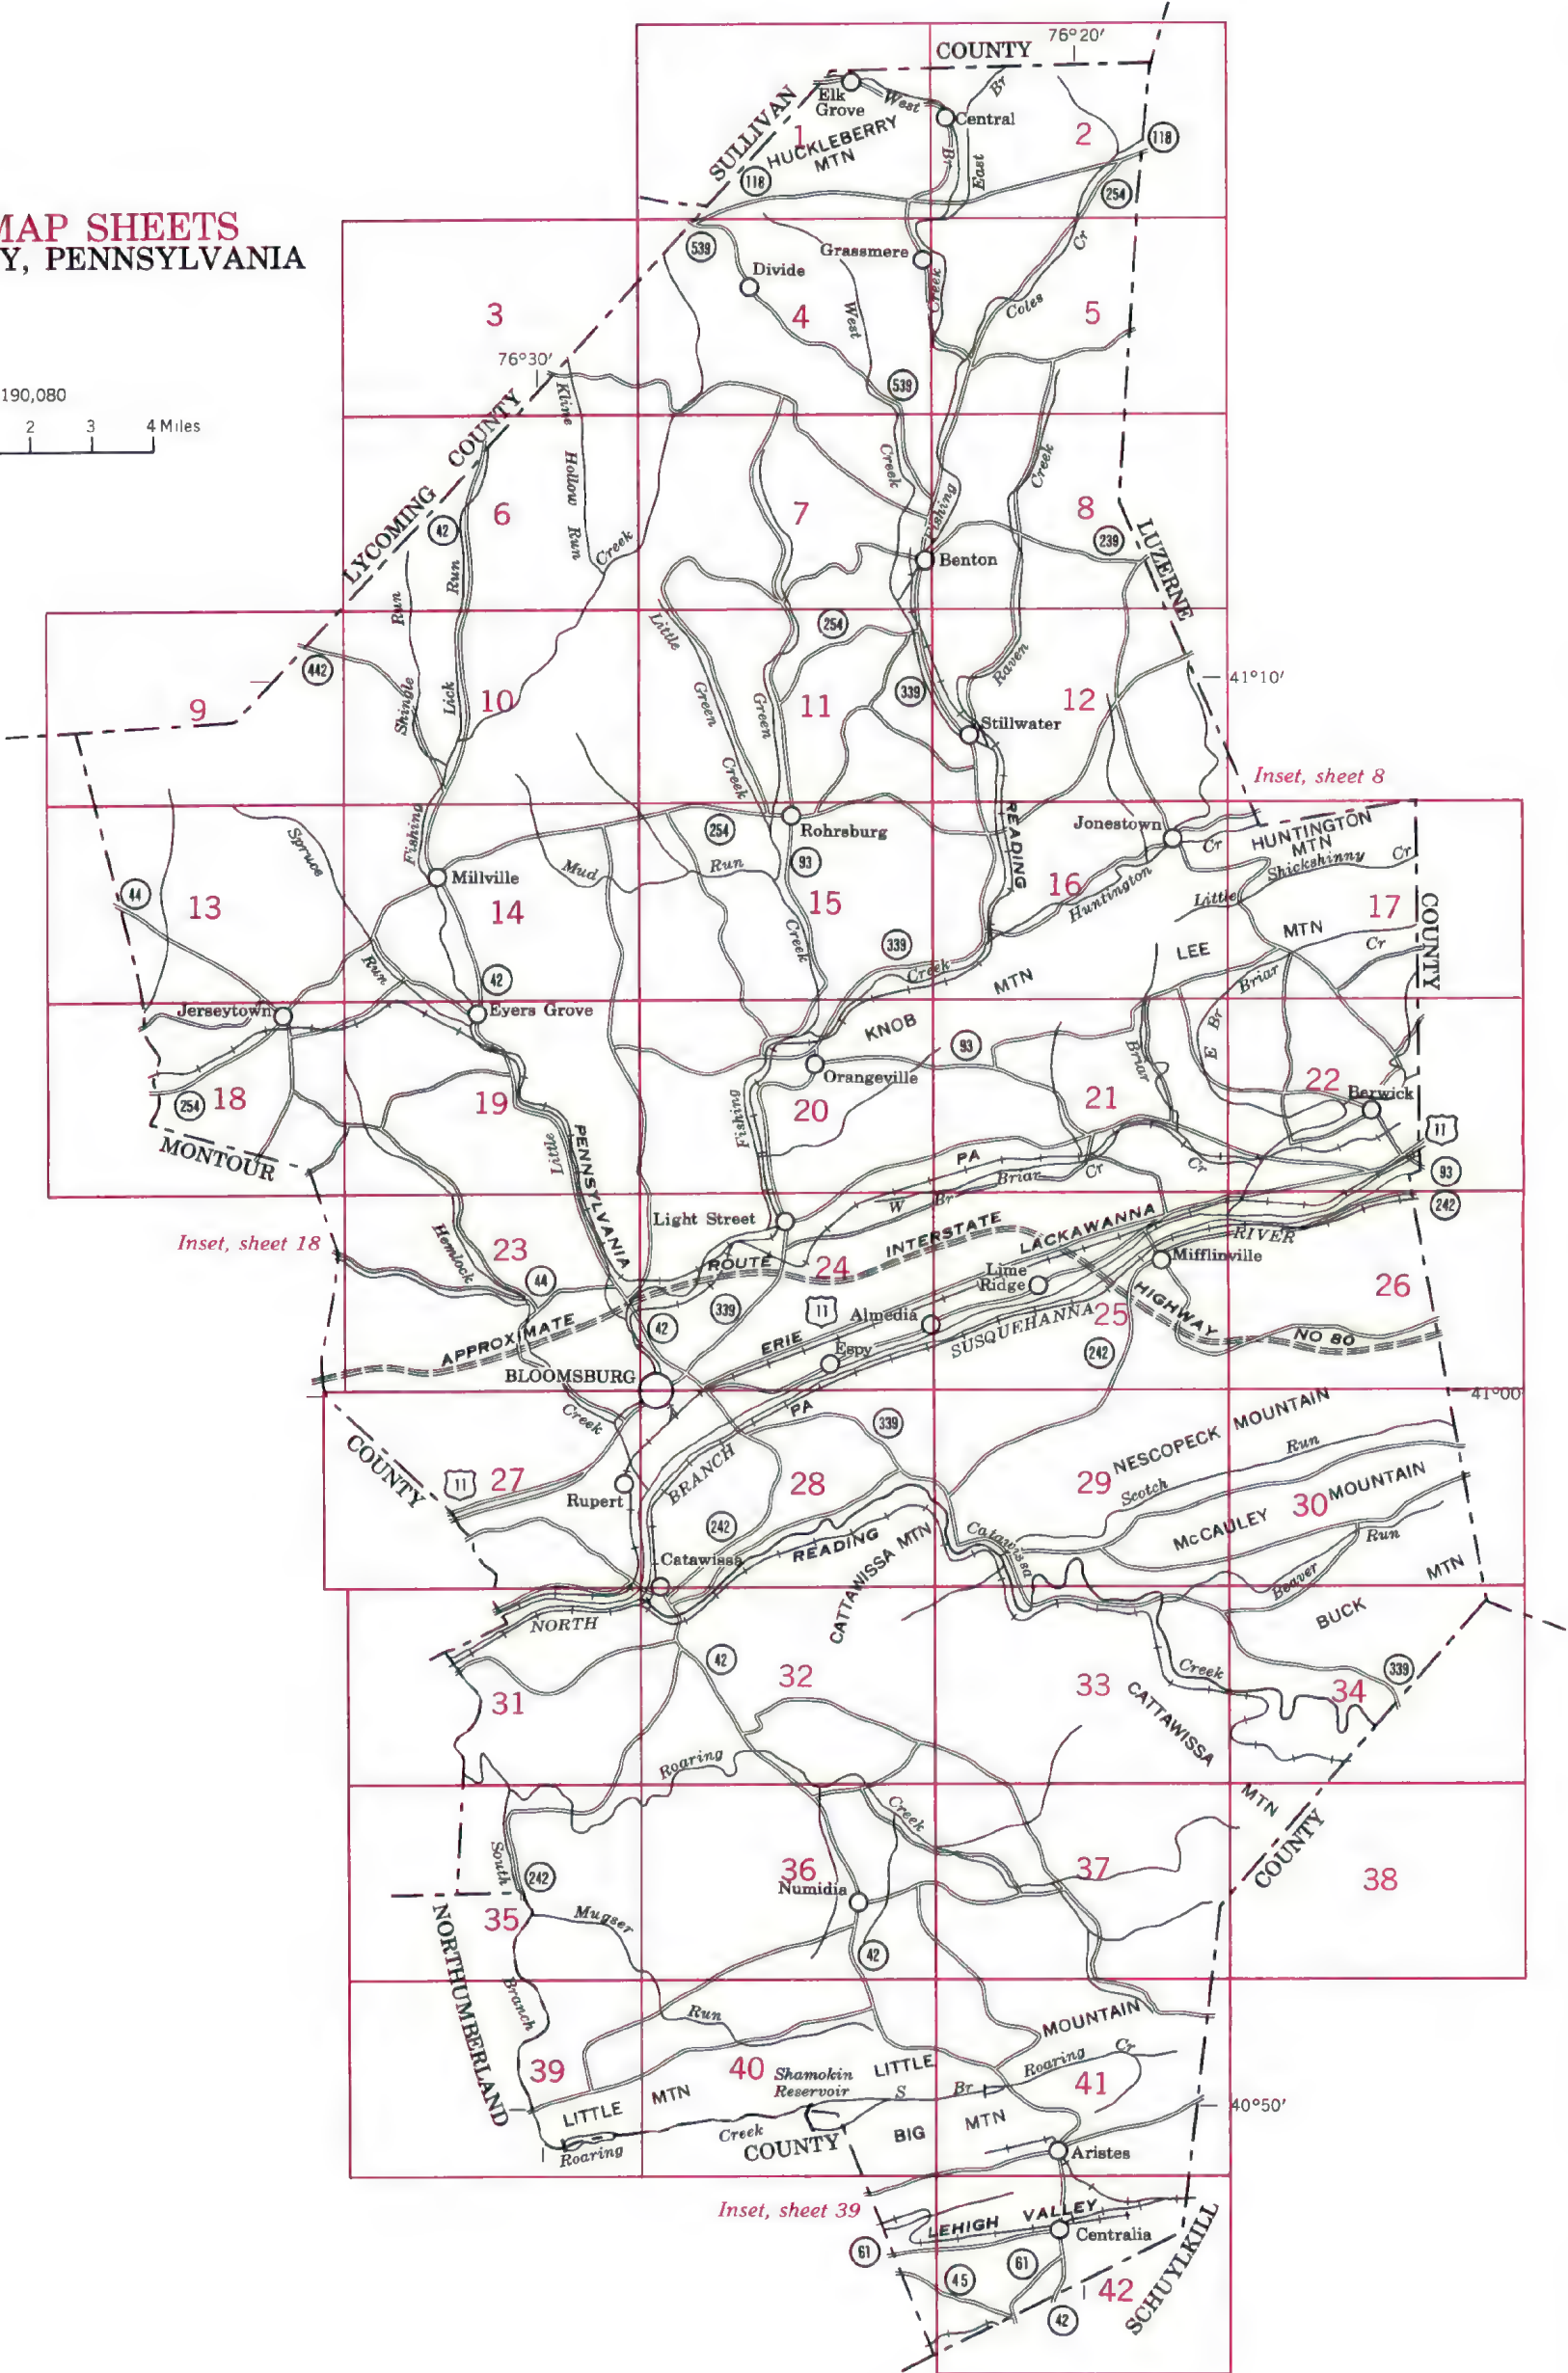 MAP SHEETS
Y, PENNSYLVANIA
190,080
2 3 4 Miles
COUNTY
76°20'
SULLIVAN
Elk
Grove
West
Br
Central
1
HUCKLEBERRY
MTN
2
Br
East
118
118
254
539
Grassmere
Cr
Divide
Creek
Coles
3
4
West
5
76°30'
539
Kline
Hollow
Run
LYCOMING COUNTY
Creek
Creek
Fishing
42
6
Creek
7
8
239
LUZERNE
Run
Run
Benton
Little
254
442
Raven
41°10'
9
Shingle
Lick
10
Green
Green
11
339
12
Stillwater
Creek
Inset, sheet 8
Fishing
254
Rohrsburg
READING
Jonestown
Cr
HUNTINGTON
MTN
Shickshinny
Cr
Spruce
Mud
Run
93
Millville
16
Huntington
Little
44
13
14
15
17
COUNTY
Creek
339
Creek
LEE
MTN
Cr
Run
42
MTN
Briar
Jerseytown
Eyers Grove
KNOB
93
Br
E
Briar
Orangeville
18
254
19
Fishing
20
21
22
Berwick
MONTOUR
Little
PENNSYLVANIA
PA
Briar
Cr
Cr
11
93
W
Br
242
Light Street
Inset, sheet 18
Hemlock
23
ROUTE
24
INTERSTATE
LACKAWANNA
RIVER
Mifflinville
Lime
Ridge
26
44
339
11
Almedia
25
HIGHWAY
NO 80
APPROXIMATE
42
ERIE
Espy
SUSQUEHANNA
242
BLOOMSBURG
41°00'
Creek
PA
339
NESCOPECK MOUNTAIN
COUNTY
BRANCH
Run
11
27
28
29
Scotch
MOUNTAIN
Rupert
30
242
McCAULEY
Run
Catawissa
READING
CATTAWISSA MTN
Catawissa
Beaver
MTN
NORTH
BUCK
42
32
Creek
339
31
33
34
CATTAWISSA
MTN
Roaring
Creek
COUNTY
South
242
36
37
38
Numidia
35
Mugser
42
NORTHUMBERLAND
Branch
Run
MOUNTAIN
39
40
Shamokin
Reservoir
LITTLE
Roaring
Cr
41
LITTLE
MTN
S
Br
40°50'
BIG
MTN
Creek
COUNTY
Roaring
Aristes
Inset, sheet 39
LEHIGH
VALLEY
Centralia
61
61
45
42
42
SCHUYLKILL